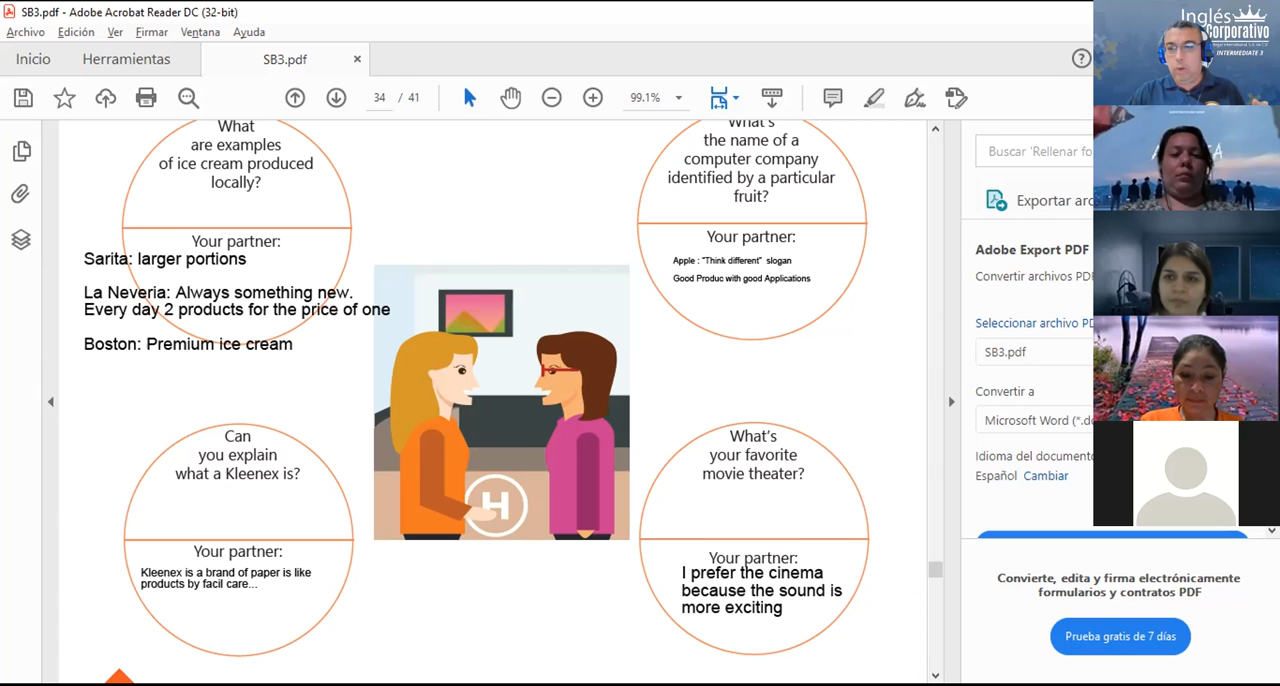 SB3.pdf - Adobe Acrobat Reader DC (32-bit)
Archivo Edición Ver Firmar Ventana Ayuda
Inicio Herramientas SB3.pdf ×
34 / 41 99.1%
What
are examples
of ice cream produced
locally?
Your partner:
Sarita: larger portions
La Neveria: Always something new.
Every day 2 products for the price of one
Boston: Premium ice cream
What's
the name of a
computer company
identified by a particular
fruit?
Your partner:
Apple : "Think different" slogan
Good Produc with good Applications
Can
you explain
what a Kleenex is?
Your partner:
Kleenex is a brand of paper is like
products by facil care...
H
What's
your favorite
movie theater?
Your partner:
I prefer the cinema
because the sound is
more exciting
Buscar 'Rellenar fo
Exportar arc
Adobe Export PDF
Convertir archivos PD
Seleccionar archivo PD
SB3.pdf
Convertir a
Microsoft Word (*.do
Idioma del documento
Español Cambiar
Convierte, edita y firma electrónicamente
formularios y contratos PDF
Prueba gratis de 7 días
Inglés
Corporativo
INTERMEDIATE 3